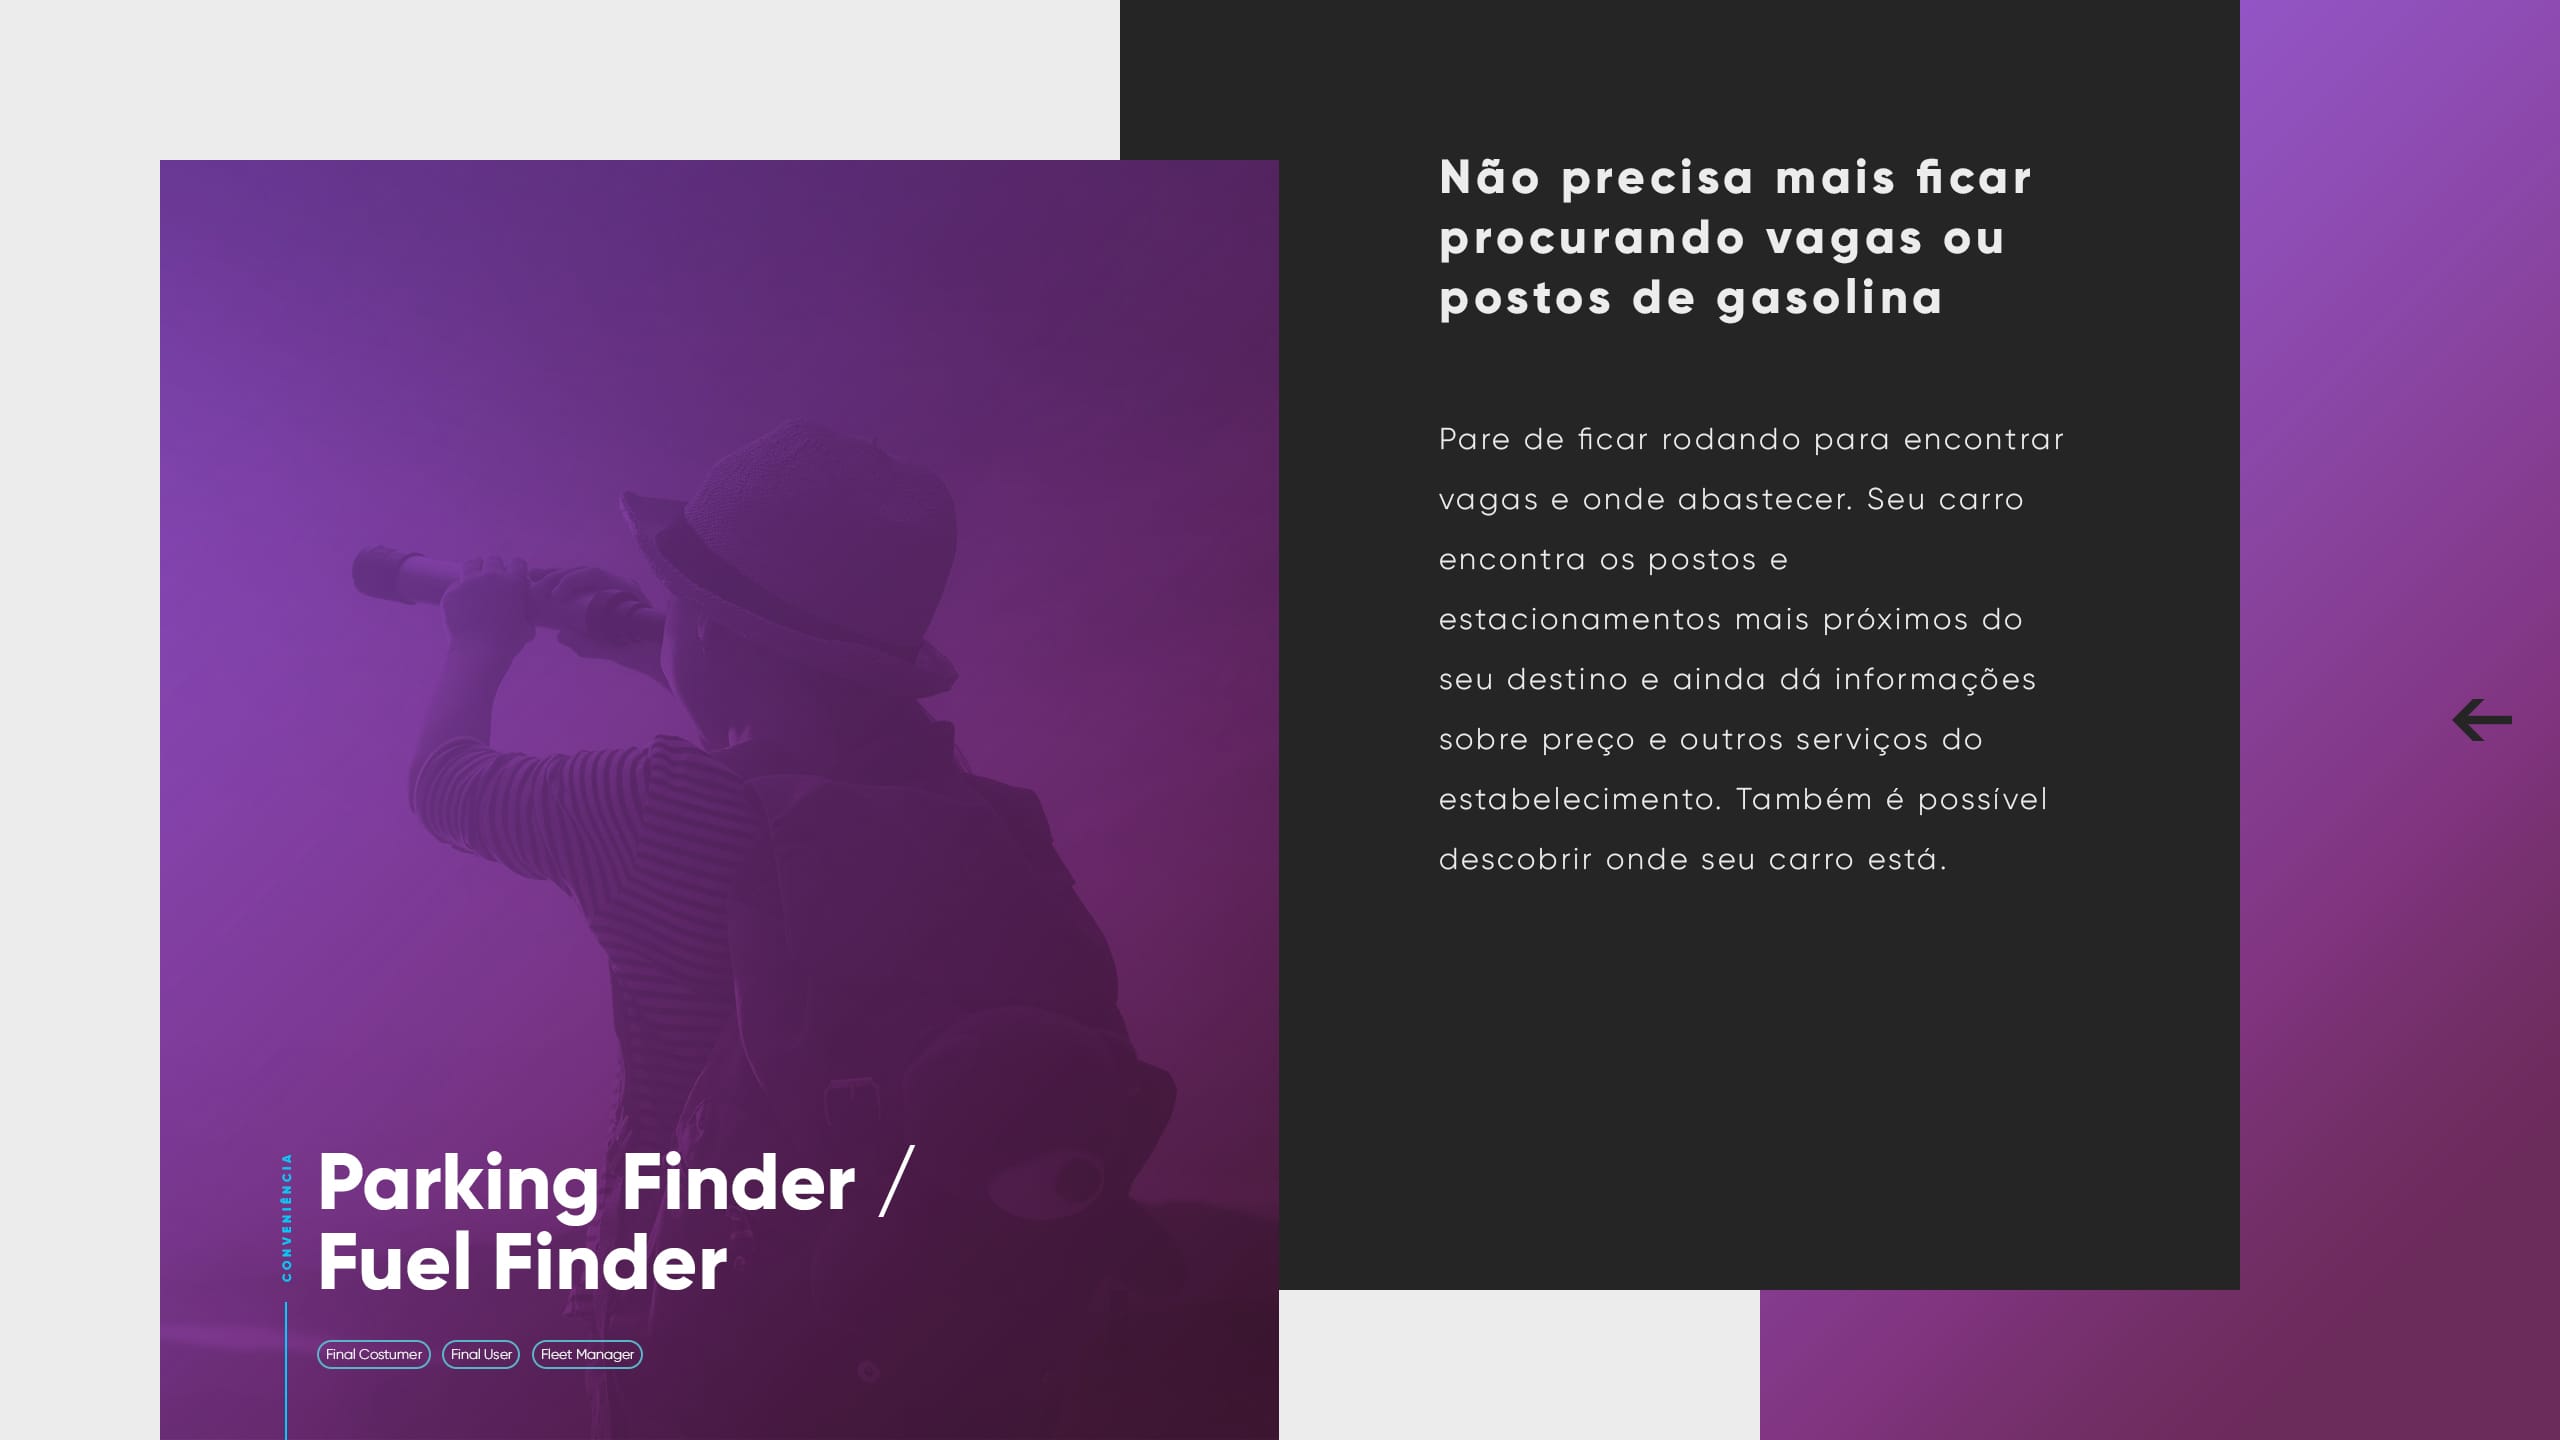 CONVENIÊNCIA
Parking Finder /
Fuel Finder
Final Costumer
Final User
Fleet Manager
Não precisa mais ficar
procurando vagas ou
postos de gasolina
Pare de ficar rodando para encontrar
vagas e onde abastecer. Seu carro
encontra os postos e
estacionamentos mais próximos do
seu destino e ainda dá informações
sobre preço e outros serviços do
estabelecimento. Também é possível
descobrir onde seu carro está.